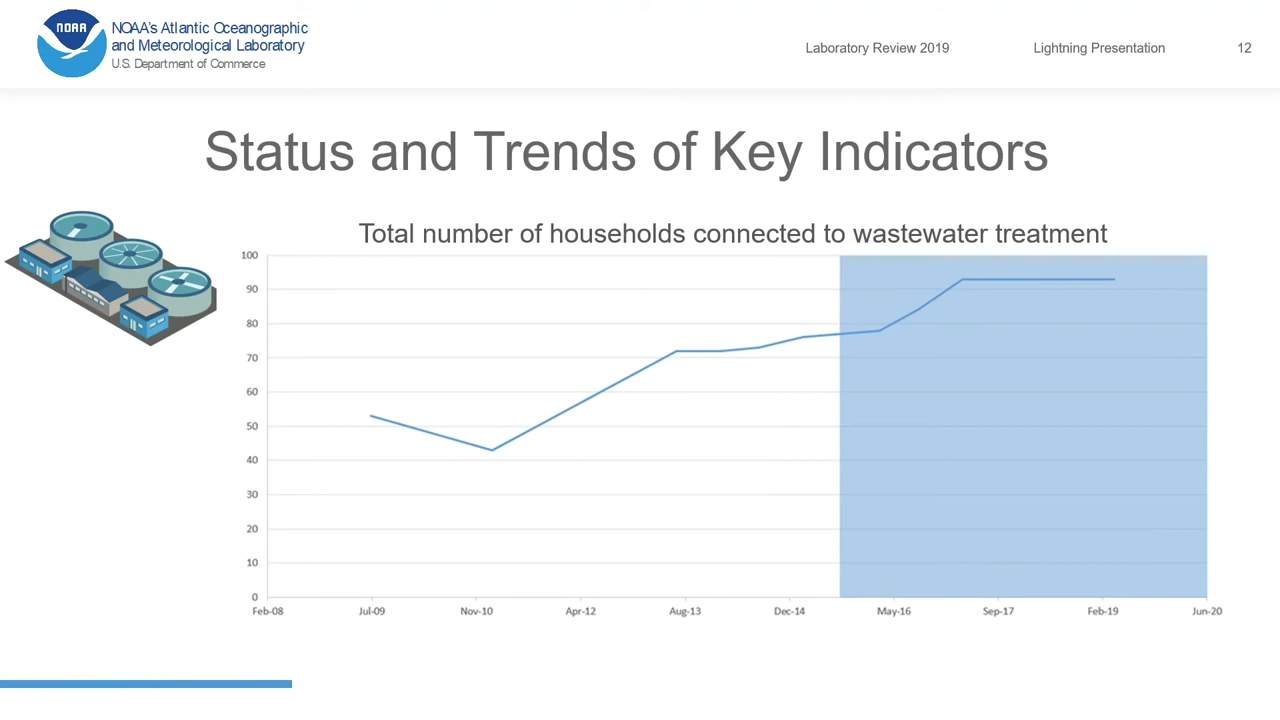 NOAA
NOAA's Atlantic Oceanographic
and Meteorological Laboratory
U.S. Department of Commerce
Laboratory Review 2019 Lightning Presentation 12
Status and Trends of Key Indicators
Total number of households connected to wastewater treatment
100
90
80
70
60
50
40
30
20
10
0
Feb-08 Jul-09 Nov-10 Apr-12 Aug-13 Dec-14 May-16 Sep-17 Feb-19 Jun-20